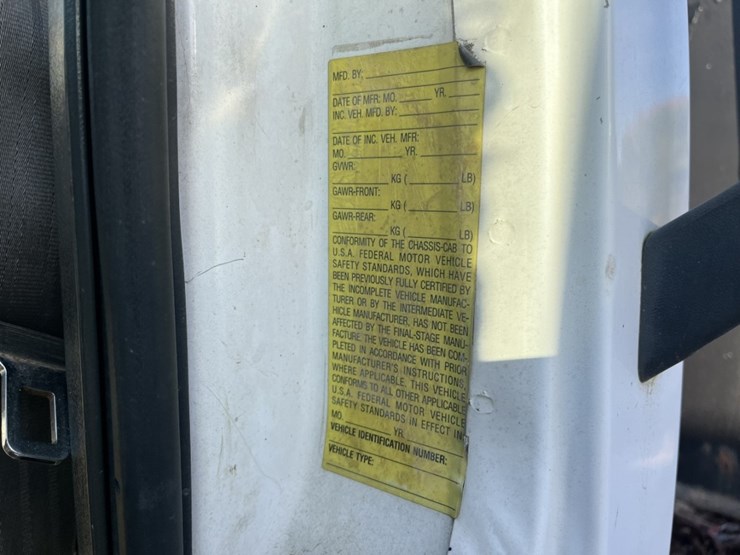 MFD. BY:
DATE OF MFR: MO. YR.
INC. VEH. MFD. BY:
DATE OF INC. VEH. MFR:
MO. YR.
GVWR:
KG ( LB)
GAWR-FRONT:
KG ( LB)
GAWR-REAR:
KG ( LB)
CONFORMITY OF THE CHASSIS-CAB TO
U.S.A. FEDERAL MOTOR VEHICLE
SAFETY STANDARDS, WHICH HAVE
BEEN PREVIOUSLY FULLY CERTIFIED BY
THE INCOMPLETE VEHICLE MANUFAC-
TURER OR BY THE INTERMEDIATE VE-
HICLE MANUFACTURER, HAS NOT BEEN
AFFECTED BY THE FINAL-STAGE MANU-
FACTURE. THE VEHICLE HAS BEEN COM-
PLETED IN ACCORDANCE WITH PRIOR
MANUFACTURER'S INSTRUCTIONS
WHERE APPLICABLE. THIS VEHICLE
CONFORMS TO ALL OTHER APPLICABLE
U.S.A. FEDERAL MOTOR VEHICLE
SAFETY STANDARDS IN EFFECT IN
MO. YR.
VEHICLE IDENTIFICATION NUMBER:
VEHICLE TYPE: